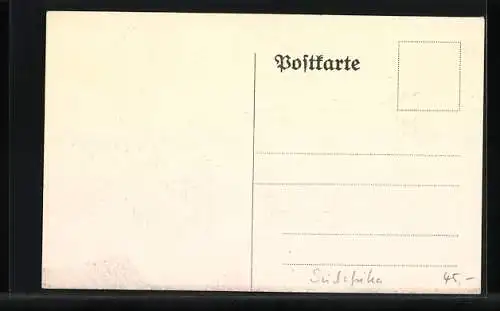 Postkarte
Südafrika
45,-